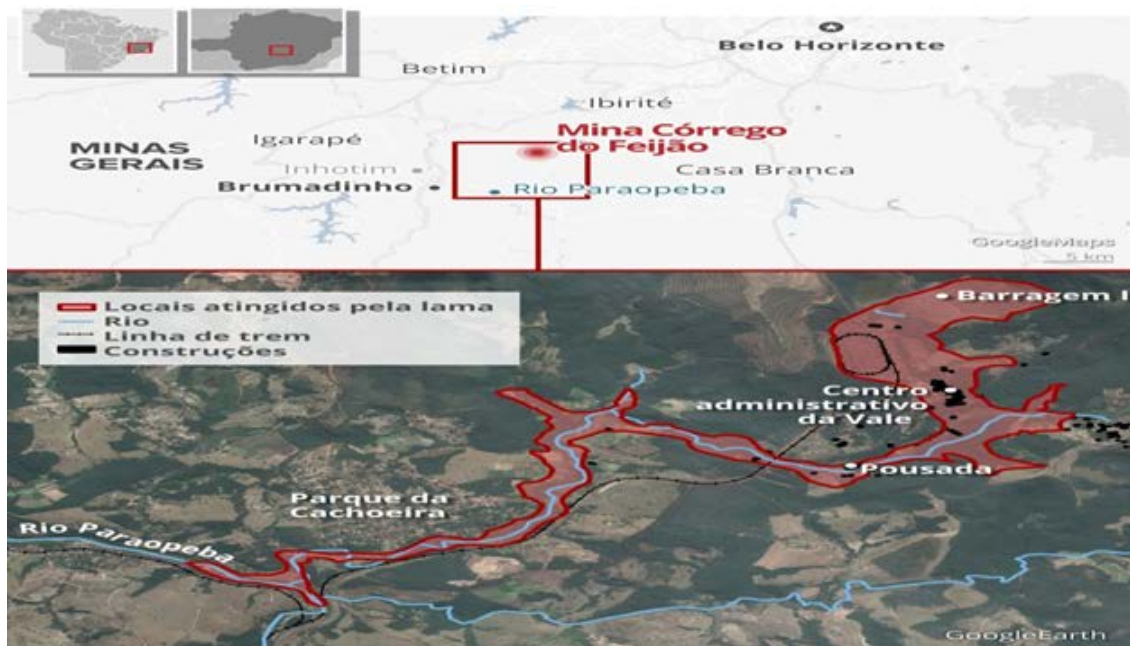 Belo Horizonte
Betim
Ibirité
Mina Córrego
do Feijão
MINAS
GERAIS
Igarapé
Inhotim
Casa Branca
Brumadinho
Rio Paraopeba
GoogleMaps
5 km
Locais atingidos pela lama
Rio
Linha de trem
Construções
Barragem I
Centro
administrativo
da Vale
Pousada
Parque da
Cachoeira
Rio Paraopeba
GoogleEarth